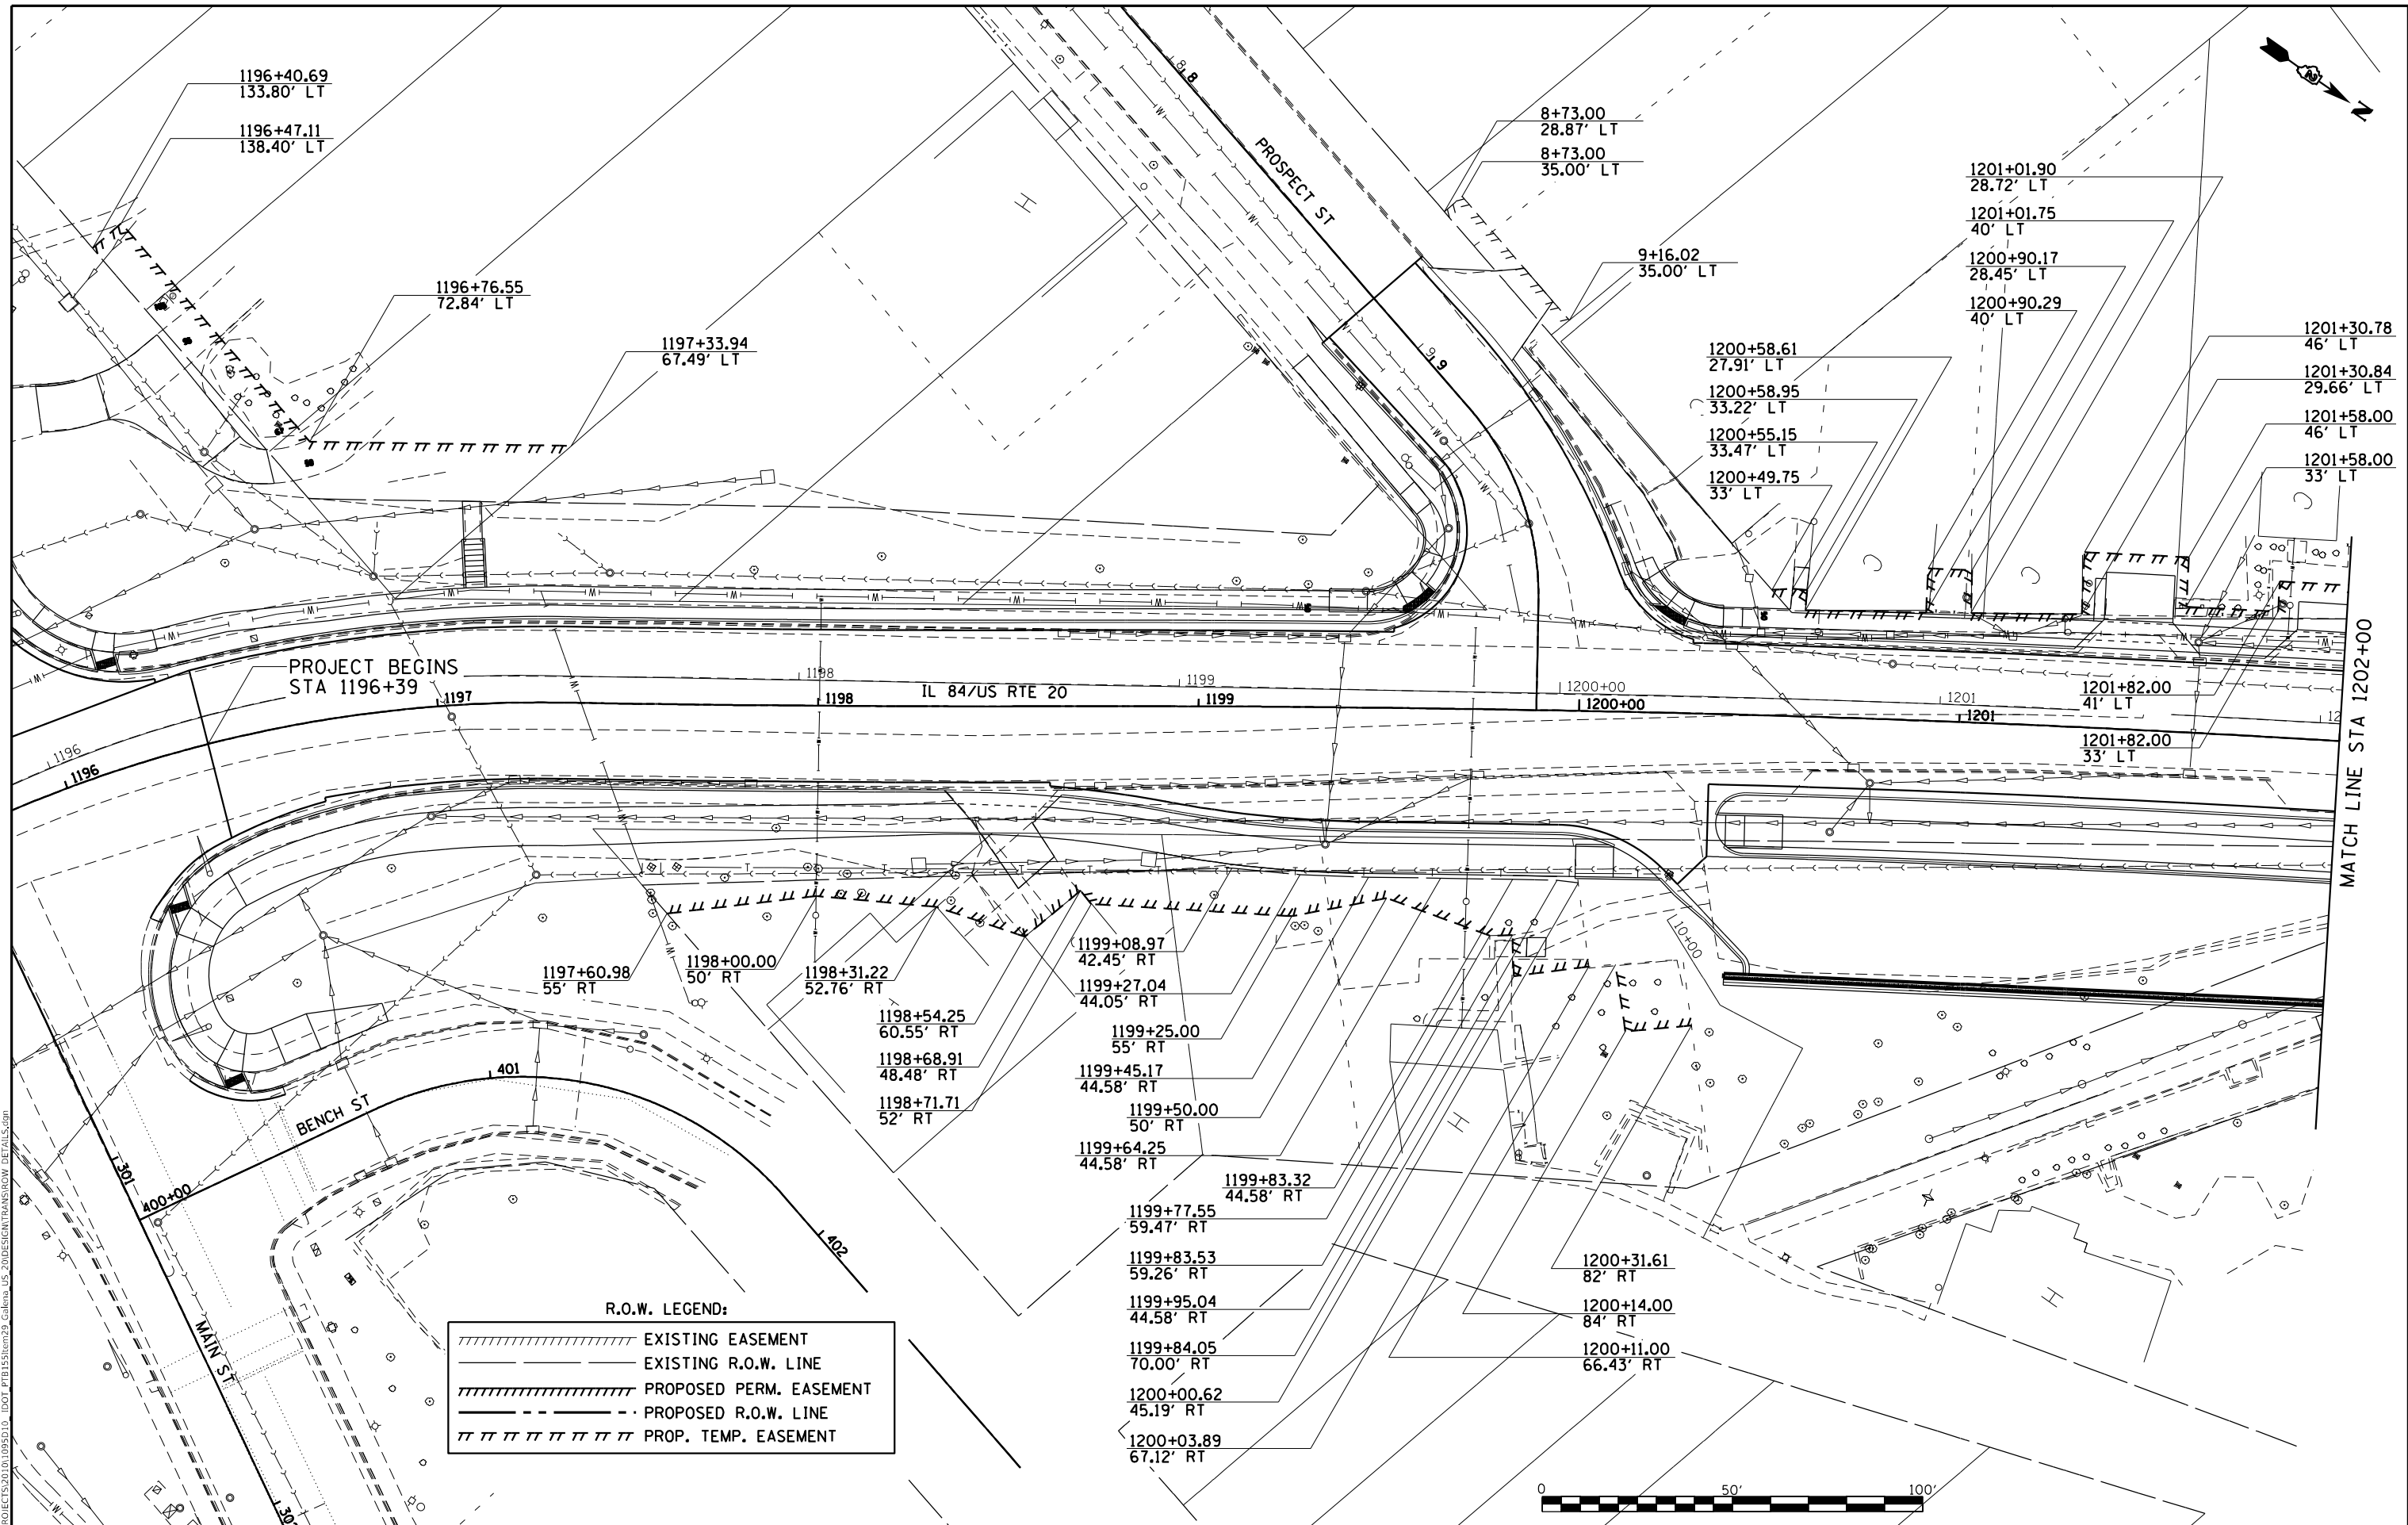 1196+40.69
133.80' LT
1196+47.11
138.40' LT
1196+76.55
72.84' LT
1197+33.94
67.49' LT
8
8
PROSPECT ST
9
9
8+73.00
28.87' LT
8+73.00
35.00' LT
9+16.02
35.00' LT
N
1201+01.90
28.72' LT
1201+01.75
40' LT
1200+90.17
28.45' LT
1200+90.29
40' LT
1200+58.61
27.91' LT
1200+58.95
33.22' LT
1200+55.15
33.47' LT
1200+49.75
33' LT
1201+30.78
46' LT
1201+30.84
29.66' LT
1201+58.00
46' LT
1201+58.00
33' LT
1201+82.00
41' LT
1201+82.00
33' LT
MATCH LINE STA 1202+00
PROJECT BEGINS
STA 1196+39
1196
1196
1197
1198
1198
IL 84/US RTE 20
1199
1199
1200+00
1200+00
1201
1201
12
1197+60.98
55' RT
1198+00.00
50' RT
1198+31.22
52.76' RT
1198+54.25
60.55' RT
1198+68.91
48.48' RT
1198+71.71
52' RT
1199+08.97
42.45' RT
1199+27.04
44.05' RT
1199+25.00
55' RT
1199+45.17
44.58' RT
1199+50.00
50' RT
1199+64.25
44.58' RT
1199+83.32
44.58' RT
1199+77.55
59.47' RT
1199+83.53
59.26' RT
1199+95.04
44.58' RT
1199+84.05
70.00' RT
1200+00.62
45.19' RT
1200+03.89
67.12' RT
1200+31.61
82' RT
1200+14.00
84' RT
1200+11.00
66.43' RT
10+00
BENCH ST
400+00
401
402
301
MAIN ST
R.O.W. LEGEND:
EXISTING EASEMENT
EXISTING R.O.W. LINE
PROPOSED PERM. EASEMENT
PROPOSED R.O.W. LINE
PROP. TEMP. EASEMENT
0 50' 100'